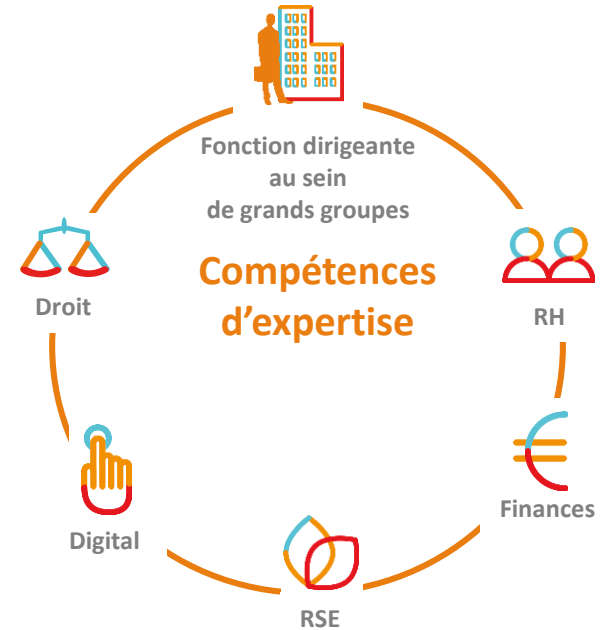 Fonction dirigeante
au sein
de grands groupes
Compétences
d'expertise
Droit
RH
Finances
Digital
RSE